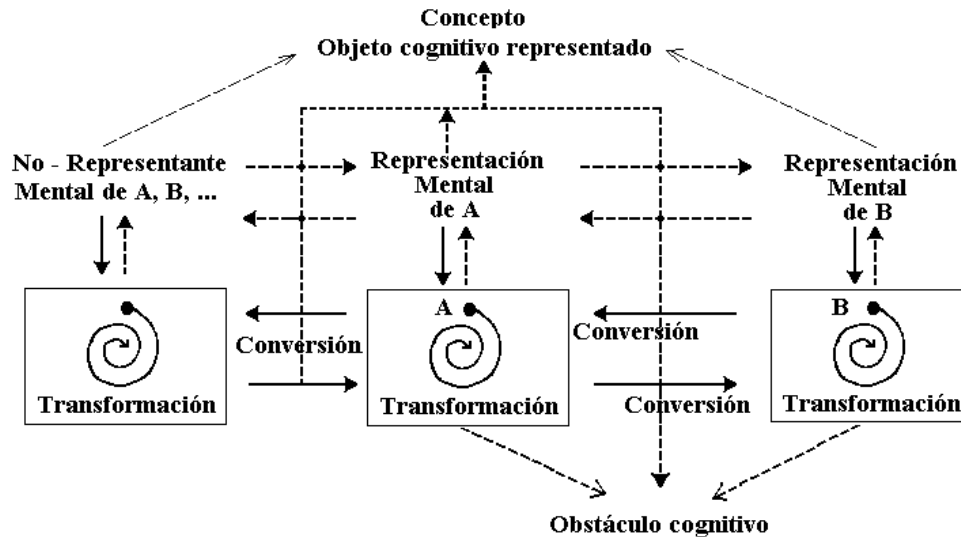 Concepto
Objeto cognitivo representado
No - Representante
Mental de A, B, ...
Representación
Mental
de A
Representación
Mental
de B
A
B
Conversión
Conversión
Transformación
Conversión
Transformación
Conversión
Transformación
Obstáculo cognitivo